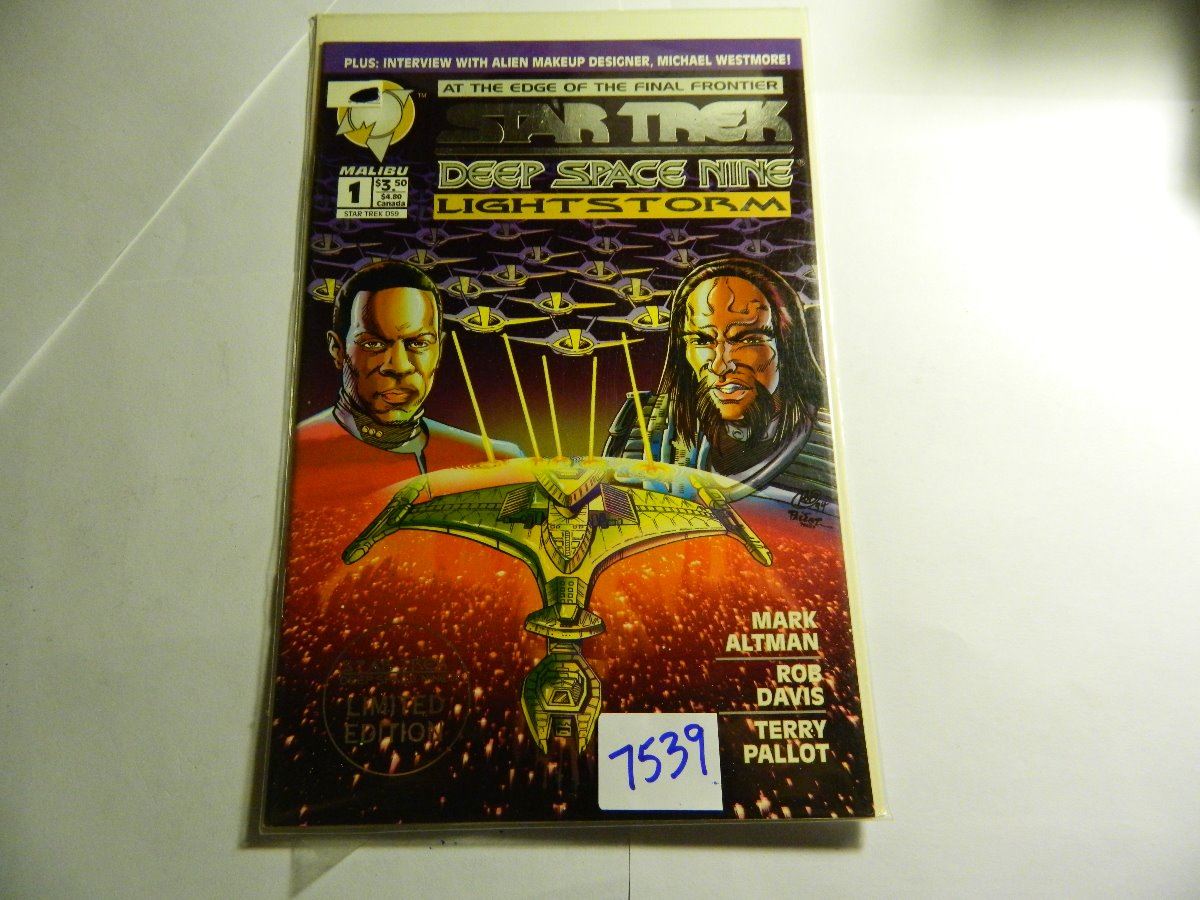 PLUS: INTERVIEW WITH ALIEN MAKEUP DESIGNER, MICHAEL WESTMORE!
AT THE EDGE OF THE FINAL FRONTIER
STAR TREK
DEEP SPACE NINE®
LIGHTSTORM
™
MALIBU
1
$3.50
$4.80
Canada
STAR TREK DS9
MARK
ALTMAN
ROB
DAVIS
TERRY
PALLOT
LIMITED
EDITION
7539